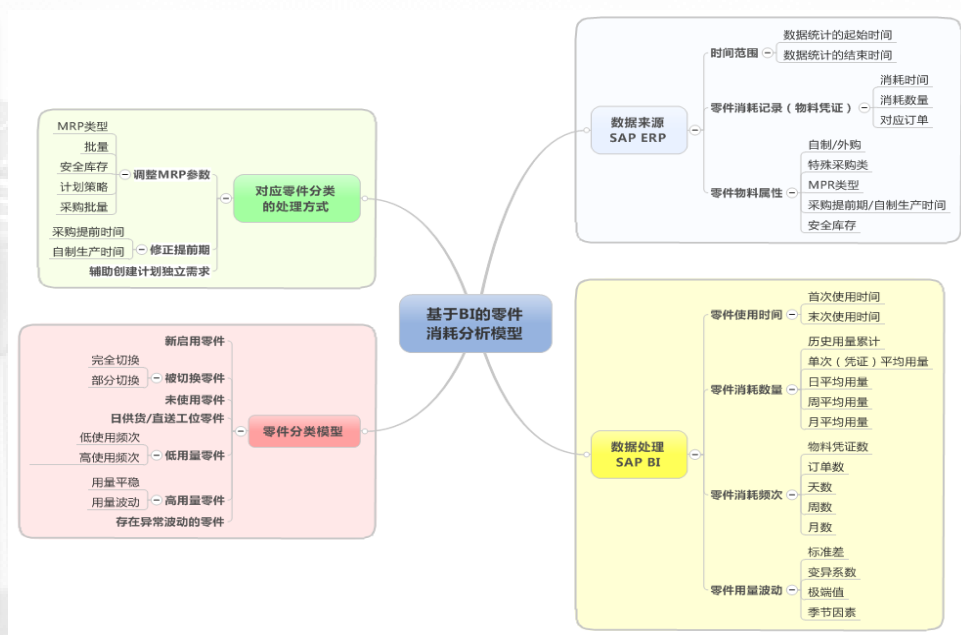 基于BI的零件
消耗分析模型
数据来源
SAP ERP
时间范围
数据统计的起始时间
数据统计的结束时间
零件消耗记录（物料凭证）
消耗时间
消耗数量
对应订单
零件物料属性
自制/外购
特殊采购类
MPR类型
采购提前期/自制生产时间
安全库存
数据处理
SAP BI
零件使用时间
首次使用时间
末次使用时间
零件消耗数量
历史用量累计
单次（凭证）平均用量
日平均用量
周平均用量
月平均用量
零件消耗频次
物料凭证数
订单数
天数
周数
月数
零件用量波动
标准差
变异系数
极端值
季节因素
对应零件分类
的处理方式
调整MRP参数
MRP类型
批量
安全库存
计划策略
采购批量
修正提前期
采购提前时间
自制生产时间
辅助创建计划独立需求
零件分类模型
新启用零件
被切换零件
完全切换
部分切换
未使用零件
日供货/直送工位零件
低用量零件
低使用频次
高使用频次
高用量零件
用量平稳
用量波动
存在异常波动的零件